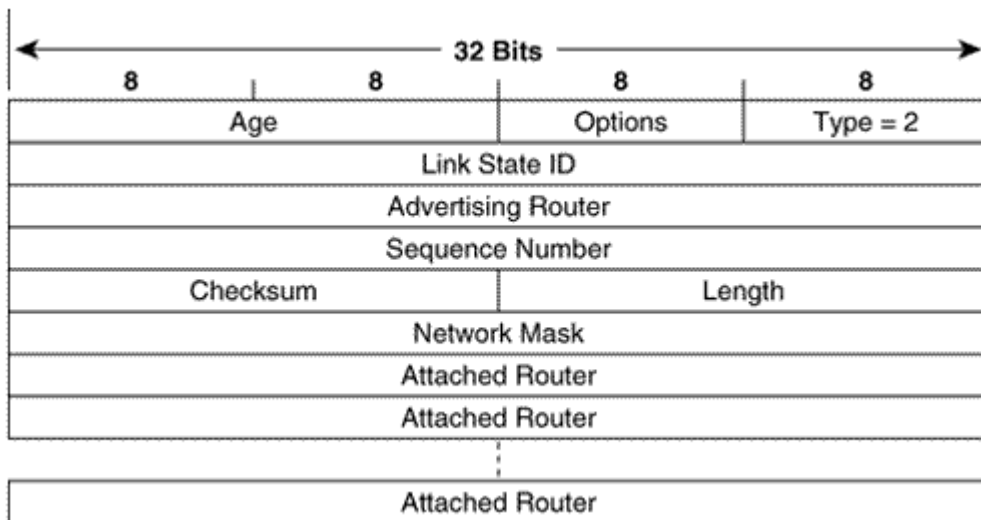 32 Bits
8 8 8 8
Age Options Type = 2
Link State ID
Advertising Router
Sequence Number
Checksum Length
Network Mask
Attached Router
Attached Router
Attached Router